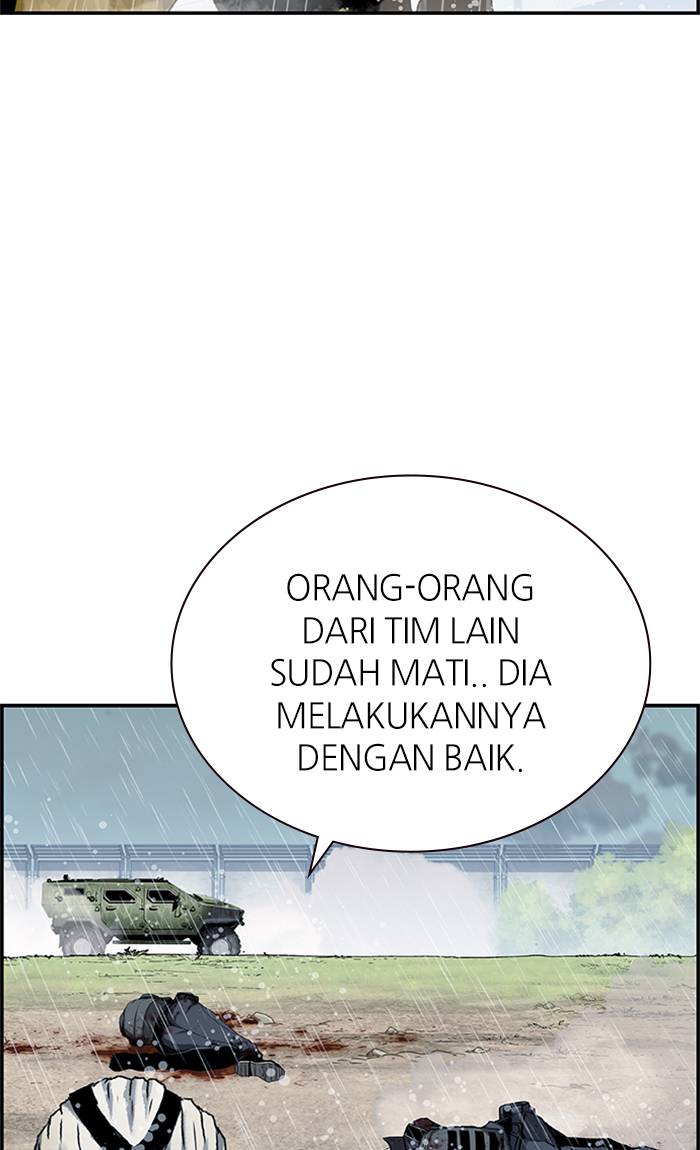 ORANG-ORANG
DARI TIM LAIN
SUDAH MATI.. DIA
MELAKUKANNYA
DENGAN BAIK.